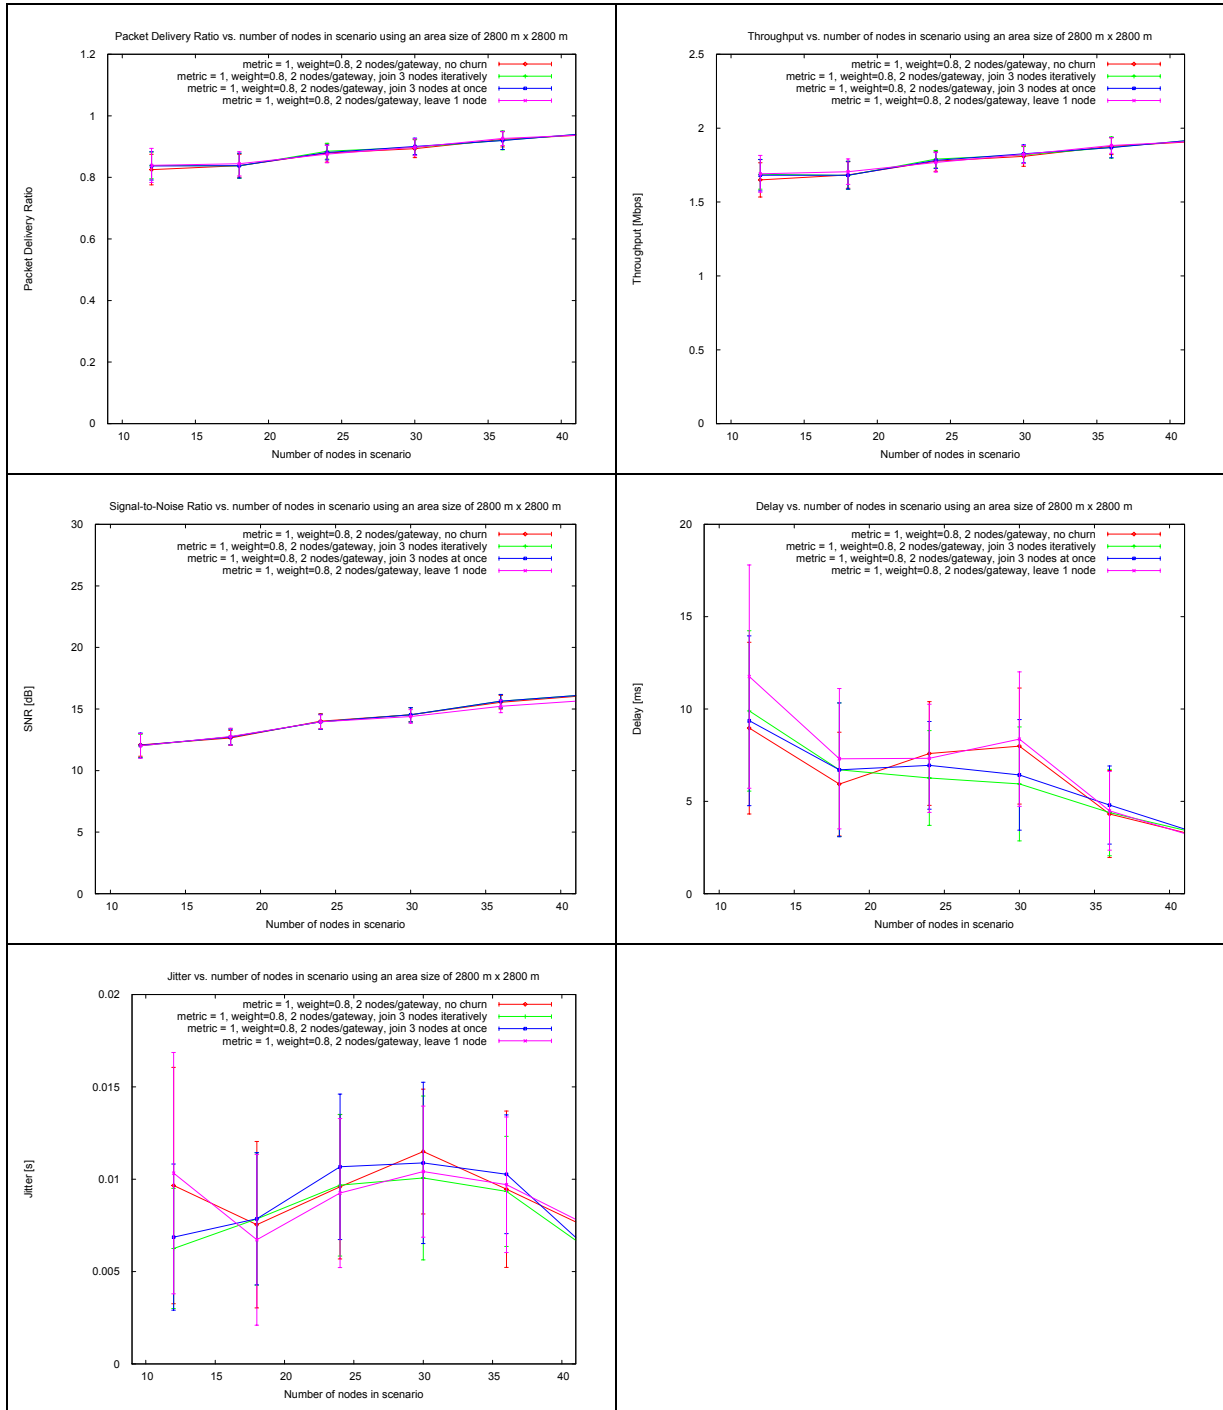 Packet Delivery Ratio vs. number of nodes in scenario using an area size of 2800 m x 2800 m
1.2
metric = 1, weight=0.8, 2 nodes/gateway, no churn
metric = 1, weight=0.8, 2 nodes/gateway, join 3 nodes iteratively
metric = 1, weight=0.8, 2 nodes/gateway, join 3 nodes at once
metric = 1, weight=0.8, 2 nodes/gateway, leave 1 node
1
0.8
0.6
0.4
0.2
0
Packet Delivery Ratio
10 15 20 25 30 35 40
Number of nodes in scenario
Throughput vs. number of nodes in scenario using an area size of 2800 m x 2800 m
2.5
metric = 1, weight=0.8, 2 nodes/gateway, no churn
metric = 1, weight=0.8, 2 nodes/gateway, join 3 nodes iteratively
metric = 1, weight=0.8, 2 nodes/gateway, join 3 nodes at once
metric = 1, weight=0.8, 2 nodes/gateway, leave 1 node
2
1.5
1
0.5
0
Throughput [Mbps]
10 15 20 25 30 35 40
Number of nodes in scenario
Signal-to-Noise Ratio vs. number of nodes in scenario using an area size of 2800 m x 2800 m
30
metric = 1, weight=0.8, 2 nodes/gateway, no churn
metric = 1, weight=0.8, 2 nodes/gateway, join 3 nodes iteratively
metric = 1, weight=0.8, 2 nodes/gateway, join 3 nodes at once
metric = 1, weight=0.8, 2 nodes/gateway, leave 1 node
25
20
15
10
5
0
SNR [dB]
10 15 20 25 30 35 40
Number of nodes in scenario
Delay vs. number of nodes in scenario using an area size of 2800 m x 2800 m
20
metric = 1, weight=0.8, 2 nodes/gateway, no churn
metric = 1, weight=0.8, 2 nodes/gateway, join 3 nodes iteratively
metric = 1, weight=0.8, 2 nodes/gateway, join 3 nodes at once
metric = 1, weight=0.8, 2 nodes/gateway, leave 1 node
15
10
5
0
Delay [ms]
10 15 20 25 30 35 40
Number of nodes in scenario
Jitter vs. number of nodes in scenario using an area size of 2800 m x 2800 m
0.02
metric = 1, weight=0.8, 2 nodes/gateway, no churn
metric = 1, weight=0.8, 2 nodes/gateway, join 3 nodes iteratively
metric = 1, weight=0.8, 2 nodes/gateway, join 3 nodes at once
metric = 1, weight=0.8, 2 nodes/gateway, leave 1 node
0.015
0.01
0.005
0
Jitter [s]
10 15 20 25 30 35 40
Number of nodes in scenario